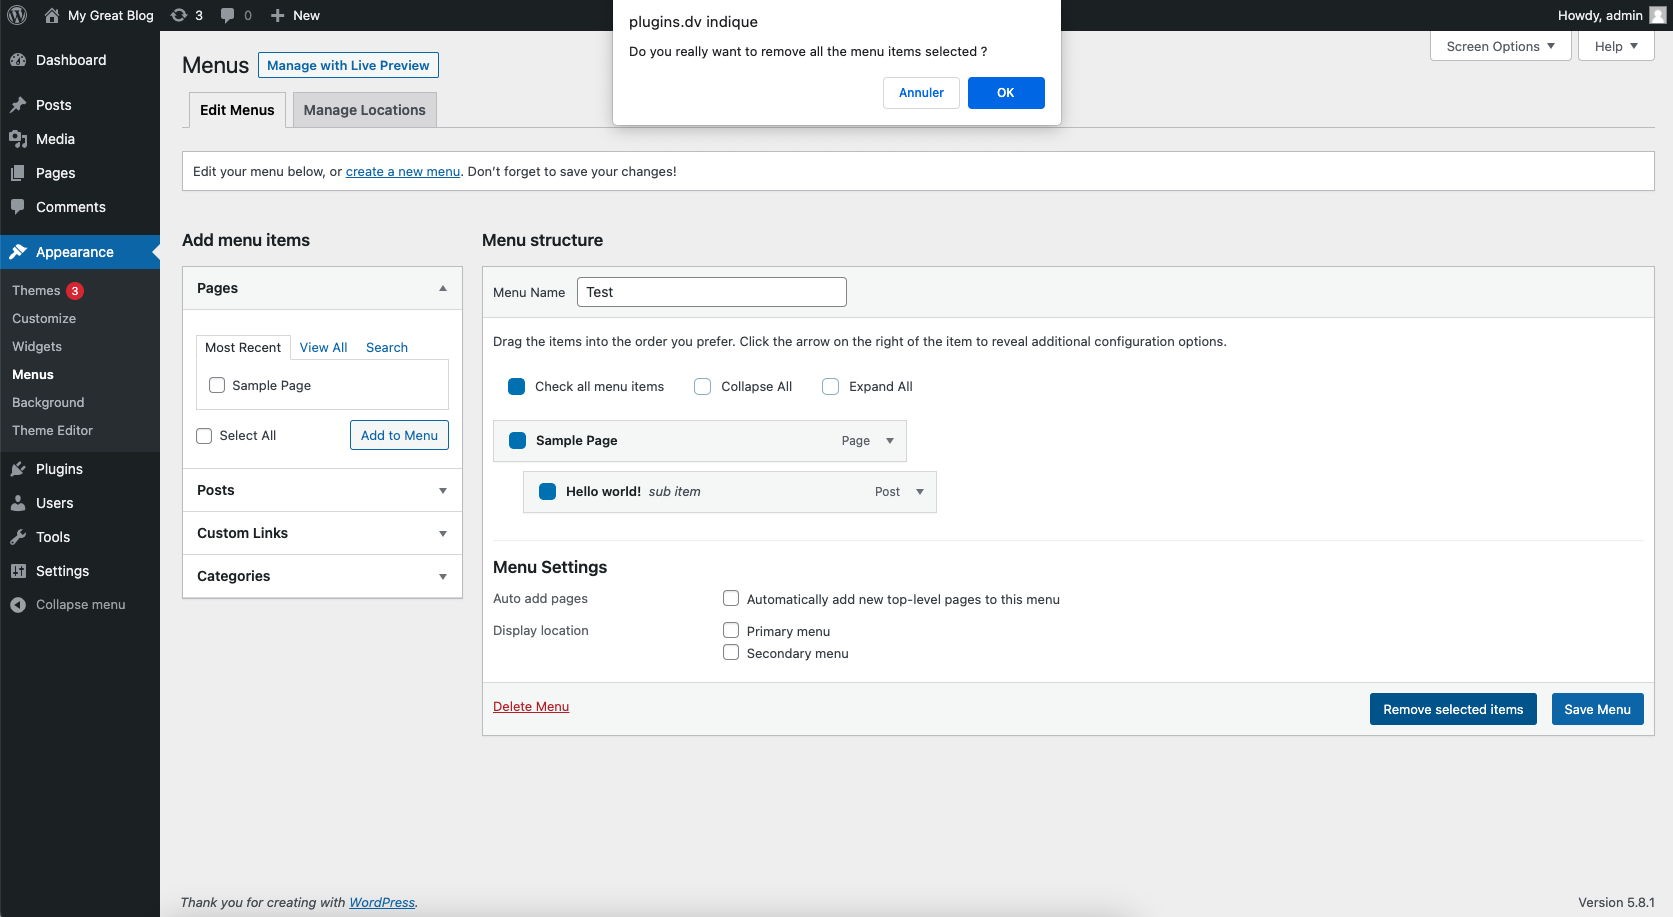 My Great Blog 3 0 New
Howdy, admin
plugins.dv indique
Do you really want to remove all the menu items selected ?
Annuler OK
Screen Options Help
Dashboard
Posts
Media
Pages
Comments
Appearance
Themes 3
Customize
Widgets
Menus
Background
Theme Editor
Plugins
Users
Tools
Settings
Collapse menu
Menus Manage with Live Preview
Edit Menus Manage Locations
Edit your menu below, or create a new menu. Don’t forget to save your changes!
Add menu items
Pages
Most Recent View All Search
Sample Page
Select All Add to Menu
Posts
Custom Links
Categories
Menu structure
Menu Name Test
Drag the items into the order you prefer. Click the arrow on the right of the item to reveal additional configuration options.
Check all menu items Collapse All Expand All
Sample Page Page
Hello world! sub item Post
Menu Settings
Auto add pages Automatically add new top-level pages to this menu
Display location Primary menu
Secondary menu
Delete Menu Remove selected items Save Menu
Thank you for creating with WordPress. Version 5.8.1